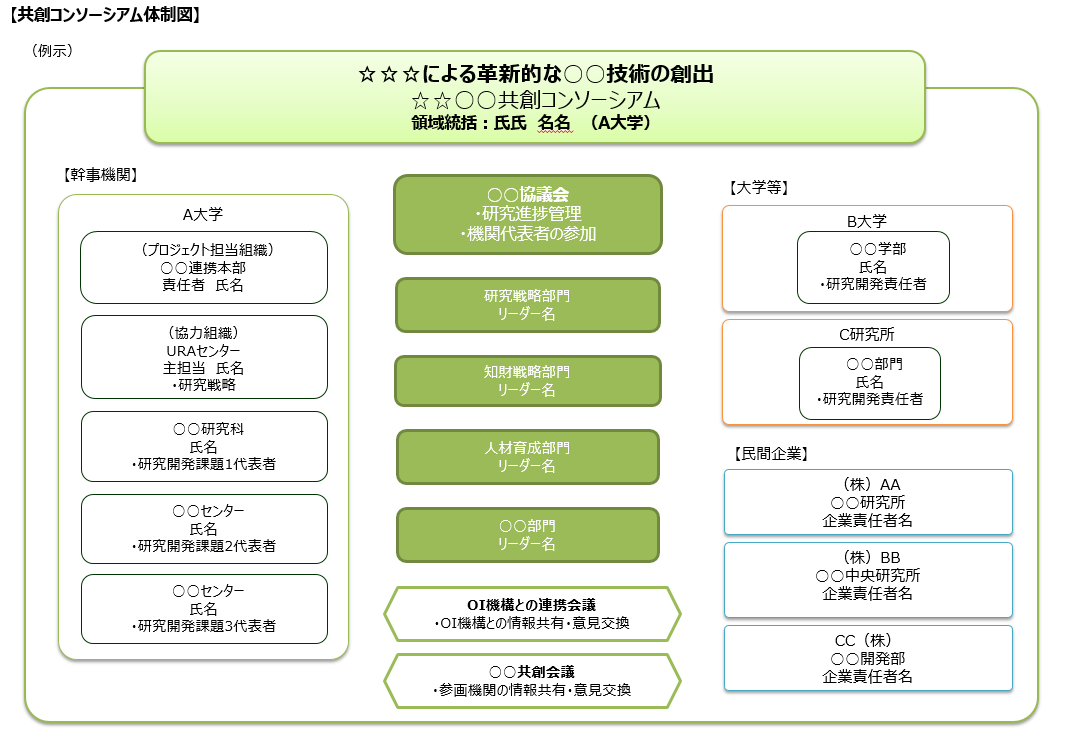 【共創コンソーシアム体制図】
（例示）
☆☆☆による革新的な○○技術の創出
☆☆○○共創コンソーシアム
領域統括：氏氏　名名　（A大学）
【幹事機関】
A大学
（プロジェクト担当組織）
○○連携本部
責任者　氏名
（協力組織）
URAセンター
主担当　氏名
・研究戦略
○○研究科
氏名
・研究開発課題1代表者
○○センター
氏名
・研究開発課題2代表者
○○センター
氏名
・研究開発課題3代表者
○○協議会
・研究進捗管理
・機関代表者の参加
研究戦略部門
リーダー名
知財戦略部門
リーダー名
人材育成部門
リーダー名
○○部門
リーダー名
OI機構との連携会議
・OI機構との情報共有・意見交換
○○共創会議
・参画機関の情報共有・意見交換
【大学等】
B大学
○○学部
氏名
・研究開発責任者
C研究所
○○部門
氏名
・研究開発責任者
【民間企業】
（株）AA
○○研究所
企業責任者名
（株）BB
○○中央研究所
企業責任者名
CC（株）
○○開発部
企業責任者名